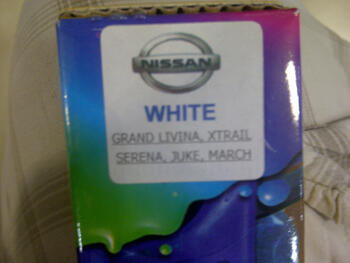 NISSAN
WHITE
GRAND LIVINA, XTRAIL
SERENA, JUKE, MARCH